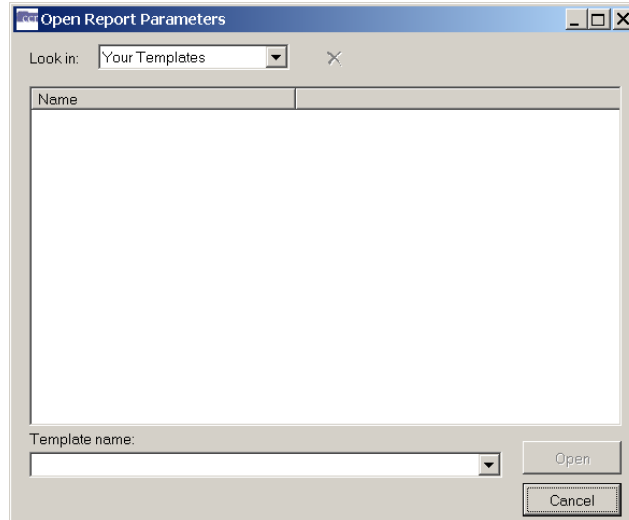 Open Report Parameters
Look in: Your Templates
Name
Template name:
Open
Cancel